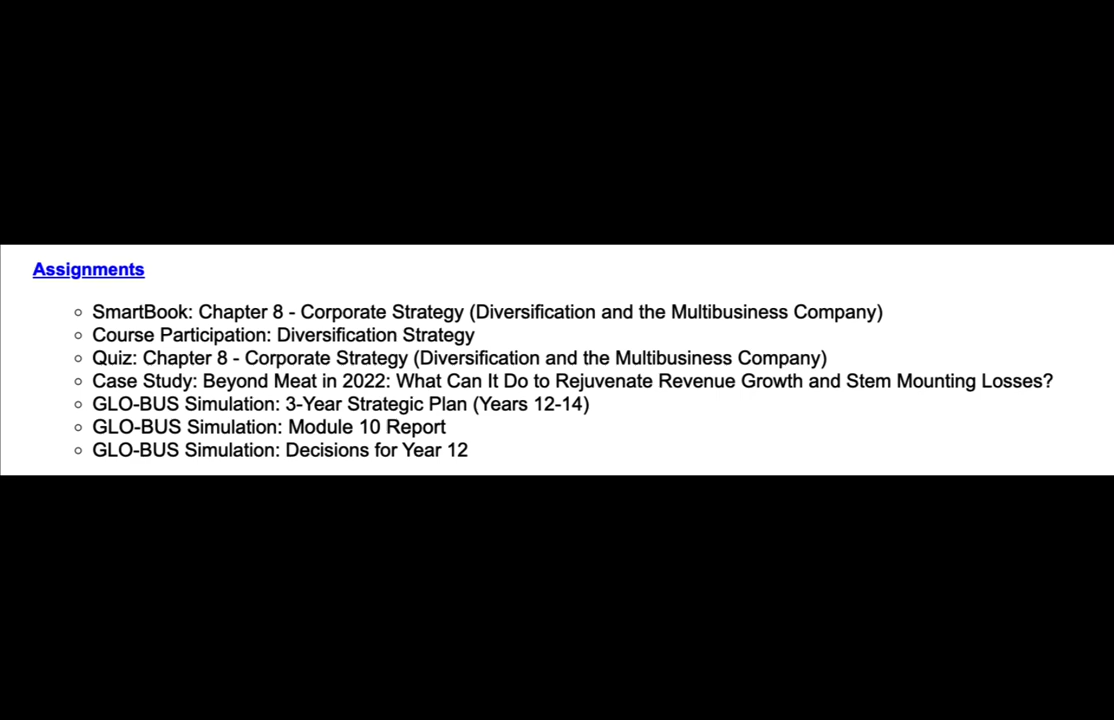 Assignments
SmartBook: Chapter 8 - Corporate Strategy (Diversification and the Multibusiness Company)
Course Participation: Diversification Strategy
Quiz: Chapter 8 - Corporate Strategy (Diversification and the Multibusiness Company)
Case Study: Beyond Meat in 2022: What Can It Do to Rejuvenate Revenue Growth and Stem Mounting Losses?
GLO-BUS Simulation: 3-Year Strategic Plan (Years 12-14)
GLO-BUS Simulation: Module 10 Report
GLO-BUS Simulation: Decisions for Year 12